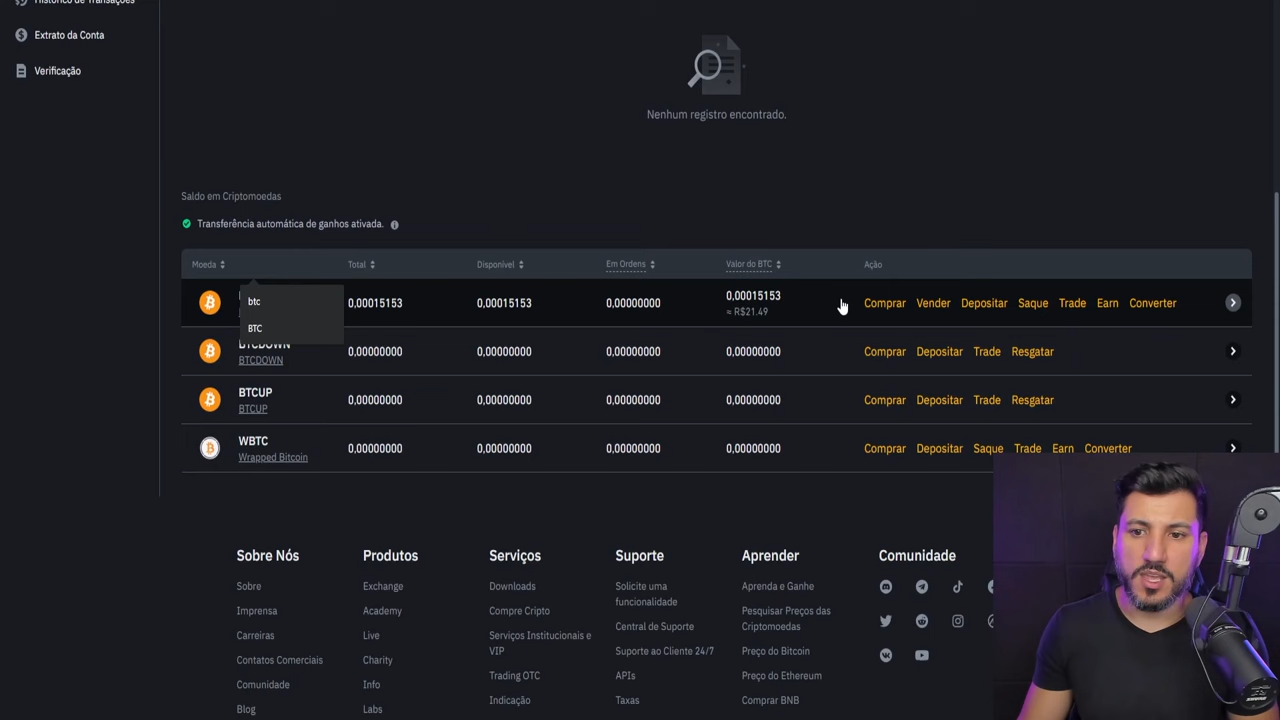 Histórico de Transações
Extrato da Conta
Verificação
Nenhum registro encontrado.
Saldo em Criptomoedas
Transferência automática de ganhos ativada.
Moeda Total Disponível Em Ordens Valor do BTC Ação
btc
BTC
0,00015153 0,00015153 0,00000000 0,00015153 Comprar Vender Depositar Saque Trade Earn Converter
≈ R$21.49
BTCDOWN
BTCDOWN
0,00000000 0,00000000 0,00000000 0,00000000 Comprar Depositar Trade Resgatar
BTCUP
BTCUP
0,00000000 0,00000000 0,00000000 0,00000000 Comprar Depositar Trade Resgatar
WBTC
Wrapped Bitcoin
0,00000000 0,00000000 0,00000000 0,00000000 Comprar Depositar Saque Trade Earn Converter
Sobre Nós
Sobre
Imprensa
Carreiras
Contatos Comerciais
Comunidade
Blog
Produtos
Exchange
Academy
Live
Charity
Info
Labs
Serviços
Downloads
Compre Cripto
Serviços Institucionais e
VIP
Trading OTC
Indicação
Suporte
Solicite uma
funcionalidade
Central de Suporte
Suporte ao Cliente 24/7
APIs
Taxas
Aprender
Aprenda e Ganhe
Pesquisar Preços das
Criptomoedas
Preço do Bitcoin
Preço do Ethereum
Comprar BNB
Comunidade